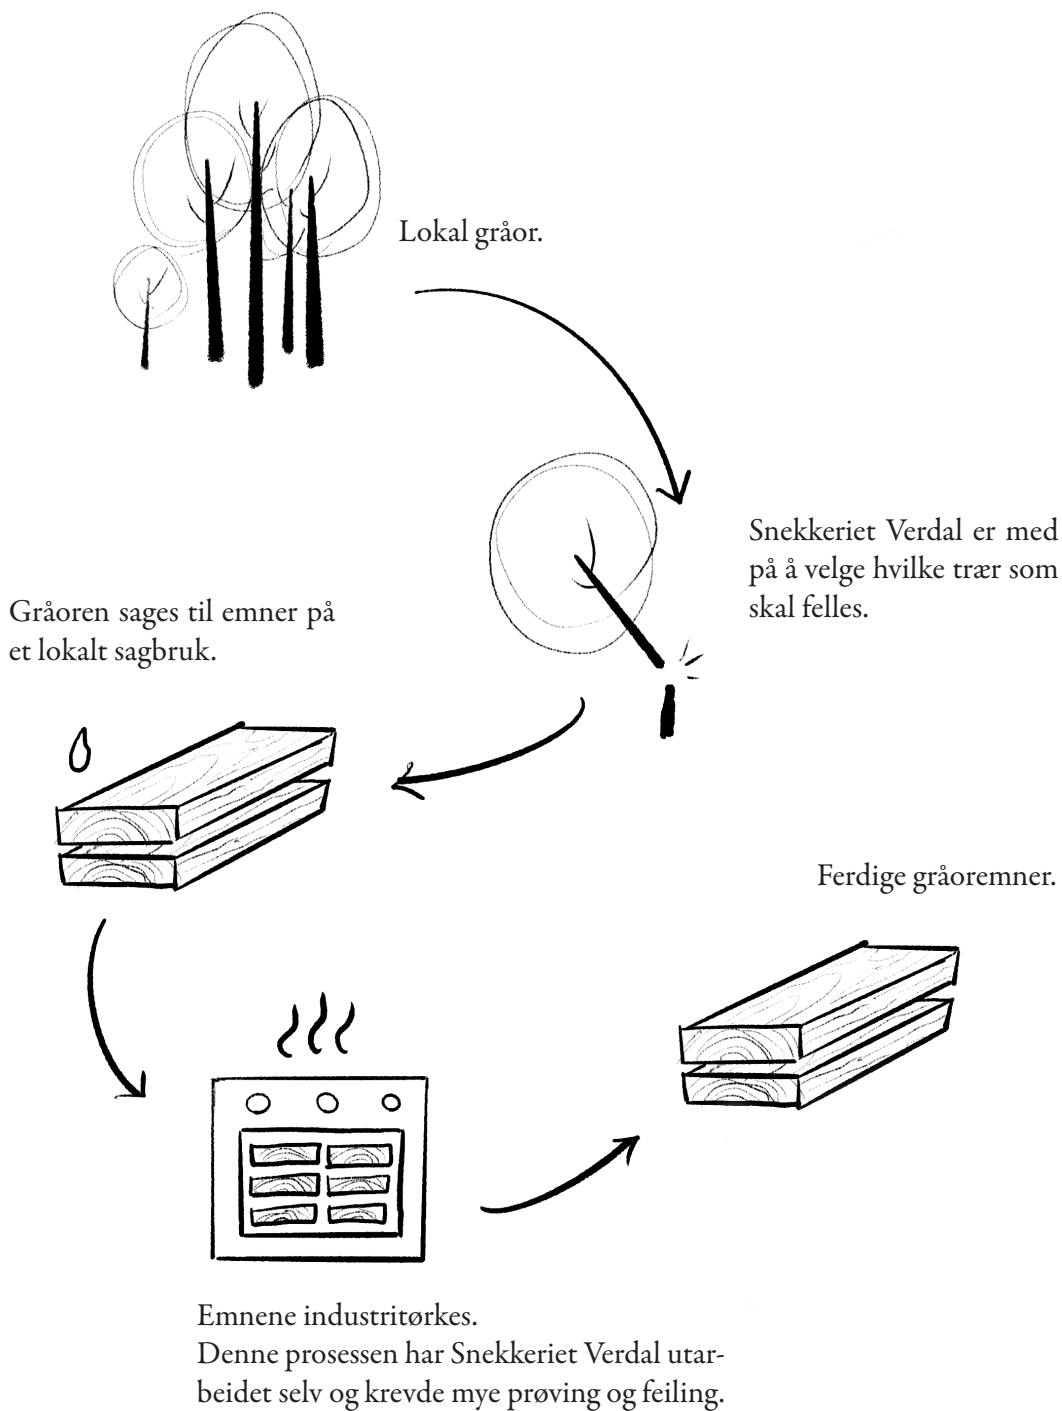 Lokal gråor.
Snekkeriet Verdal er med
på å velge hvilke trær som
skal felles.
Gråoren sages til emner på
et lokalt sagbruk.
Emnene industritørkes.
Denne prosessen har Snekkeriet Verdal utar-
beidet selv og krevde mye prøving og feiling.
Ferdige gråoremner.